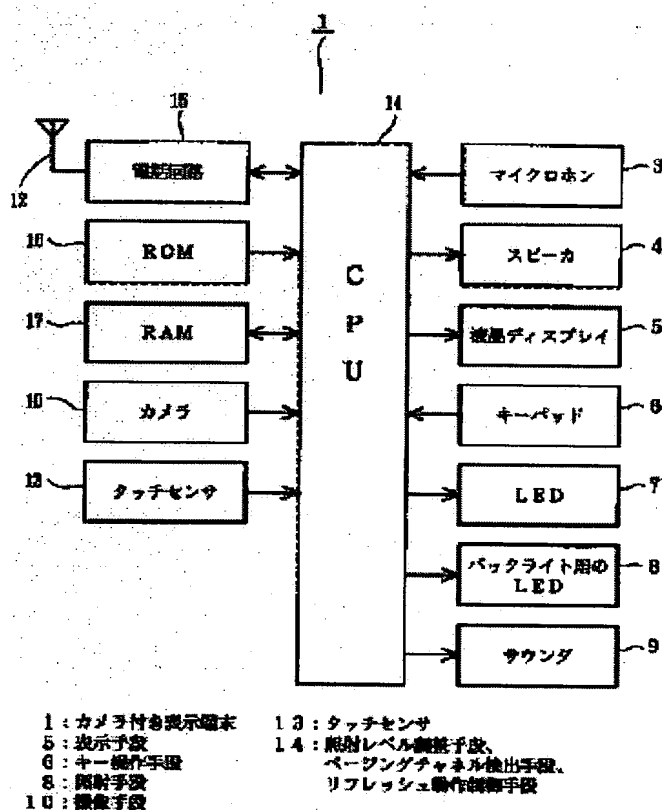 1
15
14
12
電話回路
マイクロホン
3
16
ROM
スピーカ
4
17
RAM
液晶ディスプレイ
5
10
カメラ
キーパッド
6
13
タッチセンサ
LED
7
CPU
バックライト用の
LED
8
サウンダ
9
1:カメラ付き表示端末
5:表示手段
6:キー操作手段
8:照射手段
10:撮像手段
13:タッチセンサ
14:照射レベル調整手段、
ページングチャネル検出手段、
リフレッシュ動作制御手段